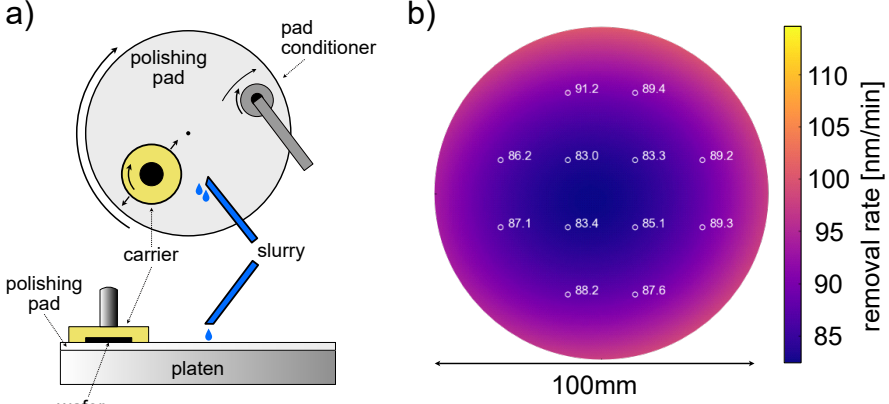 a)
polishing
pad
pad
conditioner
carrier
slurry
polishing
pad
platen
b)
91.2
89.4
86.2
83.0
83.3
89.2
87.1
83.4
85.1
89.3
88.2
87.6
100mm
110
105
100
95
90
85
removal rate [nm/min]